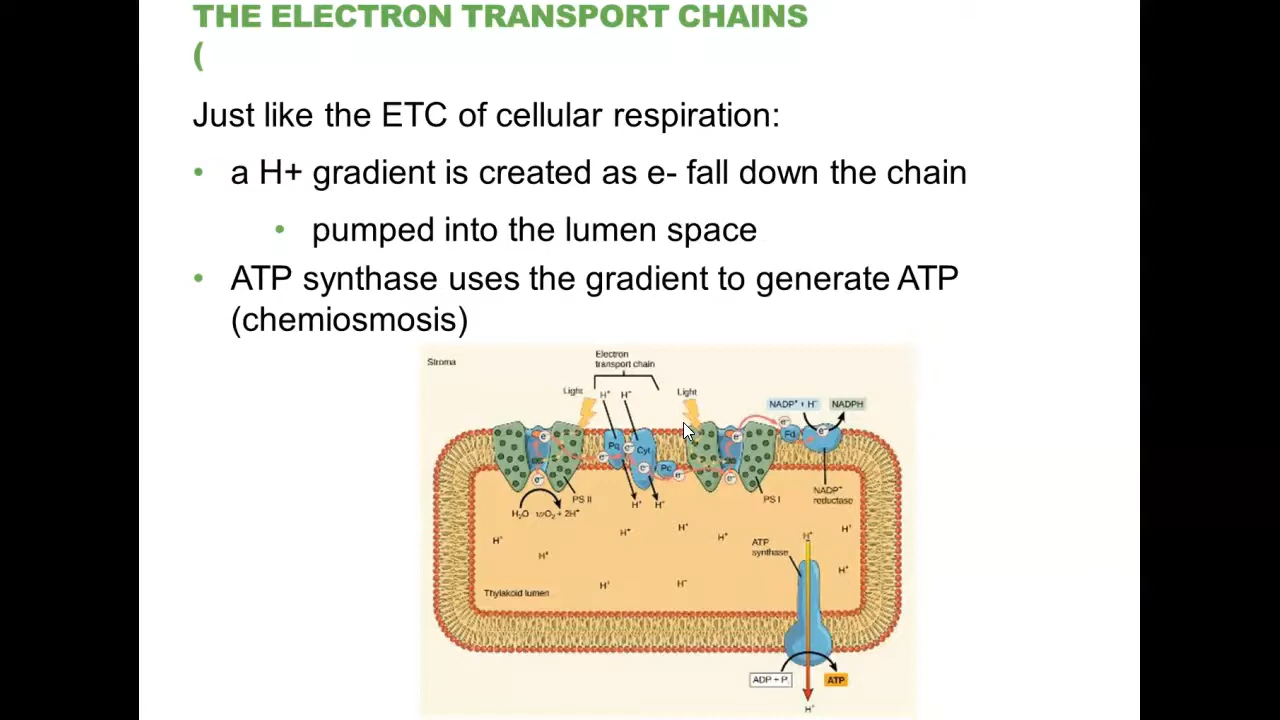 THE ELECTRON TRANSPORT CHAINS
(
Just like the ETC of cellular respiration:
• a H+ gradient is created as e- fall down the chain
• pumped into the lumen space
• ATP synthase uses the gradient to generate ATP
(chemiosmosis)
Stroma
Electron
transport chain
Light
H⁺ H⁺
Light
NADP⁺ + H⁺
NADPH
e⁻
e⁻
e⁻
Fd
e⁻
Pq
e⁻
Cyt
e⁻
e⁻
Pc
e⁻
e⁻
e⁻
PS II
PS I
NADP⁺
reductase
H₂O ½O₂ + 2H⁺
H⁺ H⁺
H⁺
H⁺
H⁺
H⁺
H⁺
H⁺
H⁺
ATP
synthase
H⁺
H⁺
H⁺
Thylakoid lumen
ADP + Pᵢ
ATP
H⁺